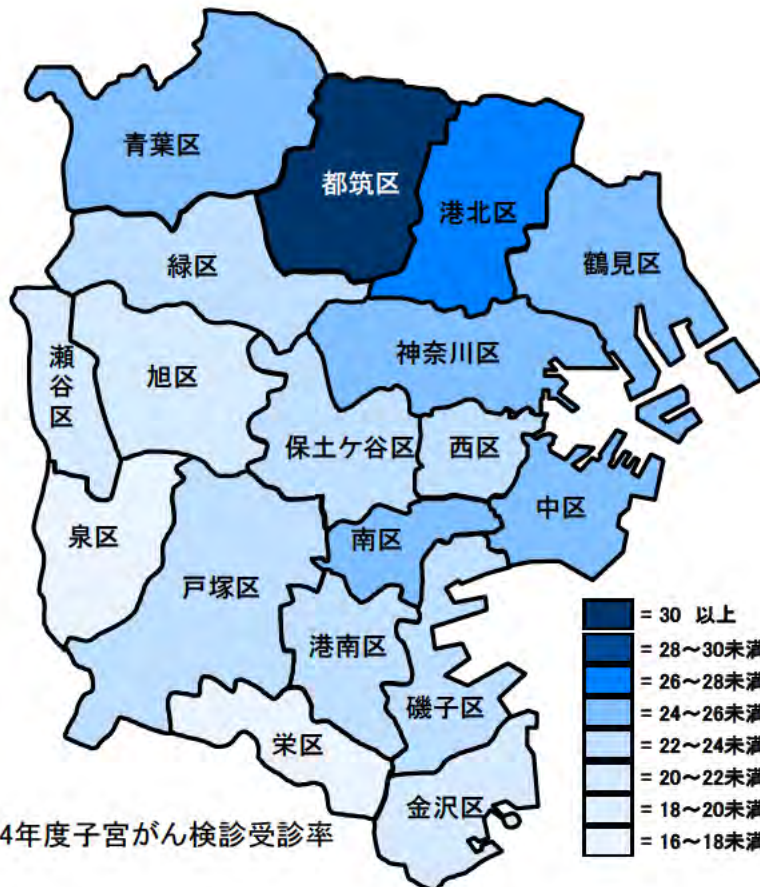 青葉区
都筑区
港北区
鶴見区
緑区
神奈川区
瀬谷区
旭区
保土ケ谷区
西区
中区
泉区
南区
戸塚区
港南区
磯子区
栄区
金沢区
= 30 以上
= 28～30未満
= 26～28未満
= 24～26未満
= 22～24未満
= 20～22未満
= 18～20未満
= 16～18未満
4年度子宮がん検診受診率